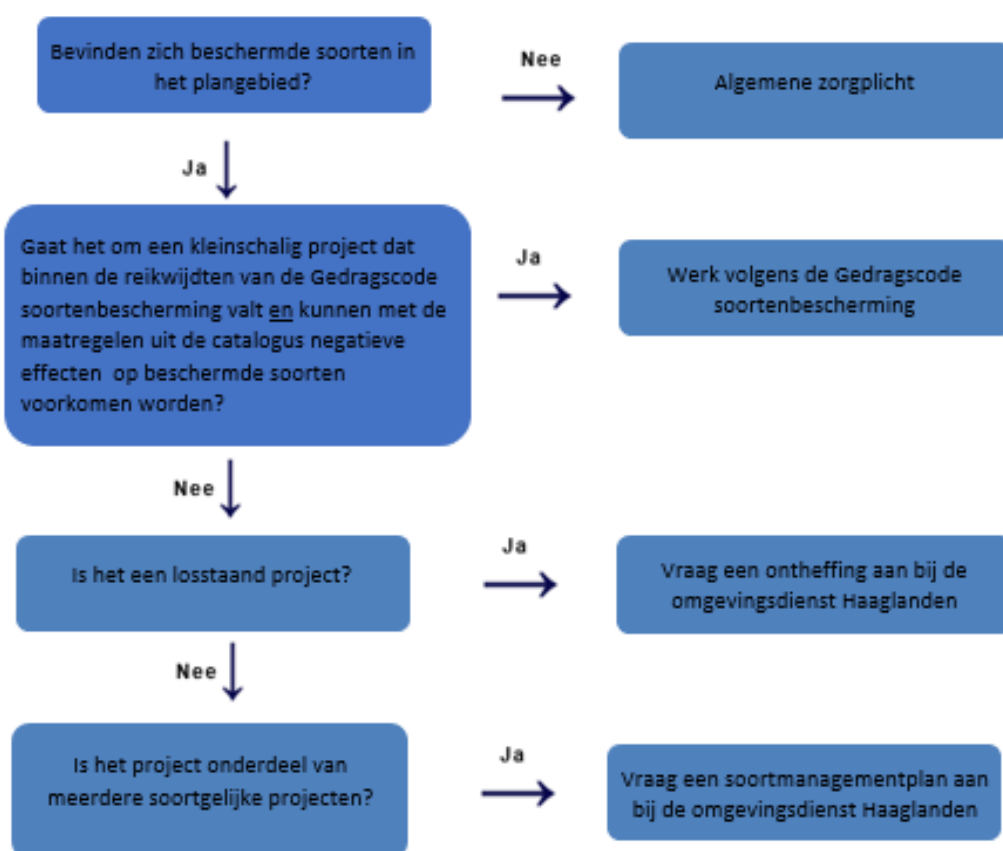 Bevinden zich beschermde soorten in
het plangebied?
Nee
Algemene zorgplicht
Ja
Gaat het om een kleinschalig project dat
binnen de reikwijdten van de Gedragscode
soortenbescherming valt en kunnen met de
maatregelen uit de catalogus negatieve
effecten op beschermde soorten
voorkomen worden?
Ja
Werk volgens de Gedragscode
soortenbescherming
Nee
Is het een losstaand project?
Ja
Vraag een ontheffing aan bij de
omgevingsdienst Haaglanden
Nee
Is het project onderdeel van
meerdere soortgelijke projecten?
Ja
Vraag een soortmanagementplan aan
bij de omgevingsdienst Haaglanden